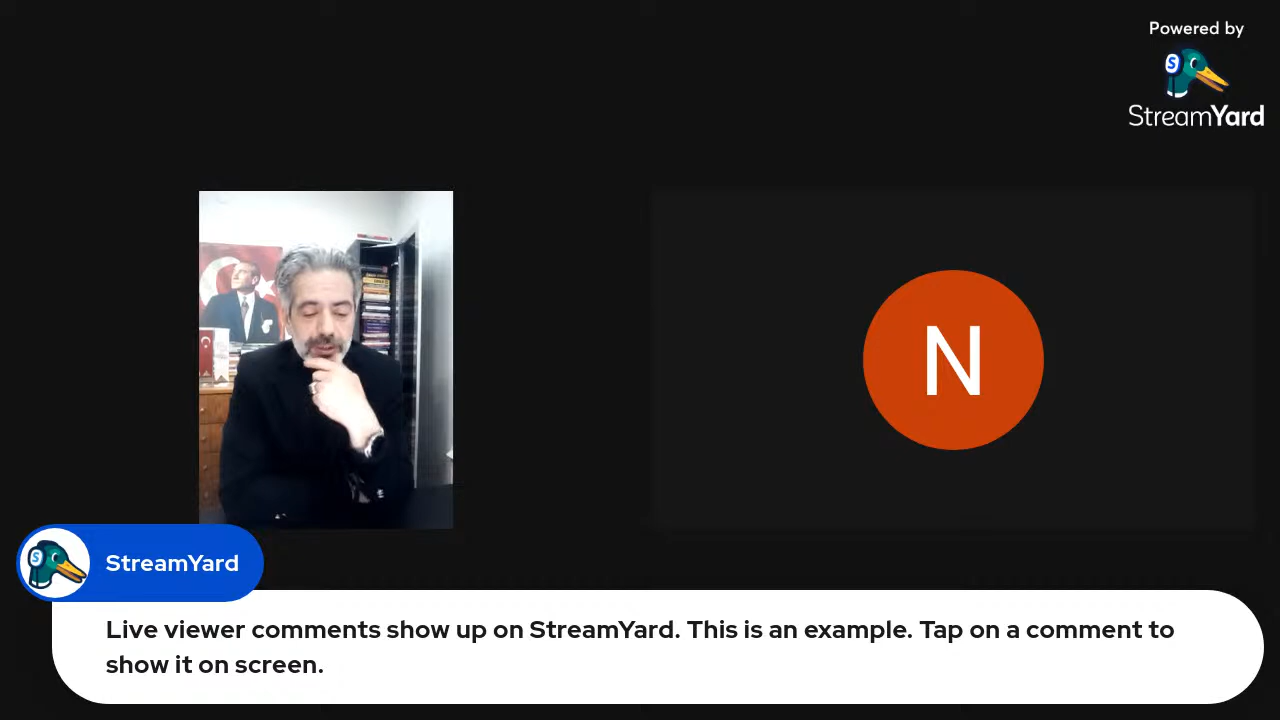 Powered by
S
StreamYard
N
S
StreamYard
Live viewer comments show up on StreamYard. This is an example. Tap on a comment to
show it on screen.